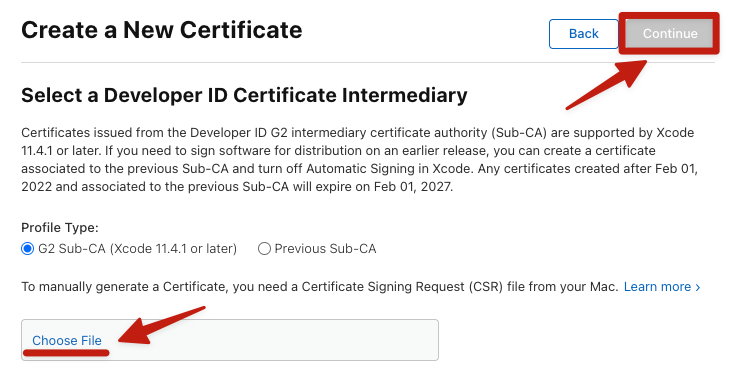 Create a New Certificate
Back
Continue
Select a Developer ID Certificate Intermediary
Certificates issued from the Developer ID G2 intermediary certificate authority (Sub-CA) are supported by Xcode
11.4.1 or later. If you need to sign software for distribution on an earlier release, you can create a certificate
associated to the previous Sub-CA and turn off Automatic Signing in Xcode. Any certificates created after Feb 01,
2022 and associated to the previous Sub-CA will expire on Feb 01, 2027.
Profile Type:
G2 Sub-CA (Xcode 11.4.1 or later)
Previous Sub-CA
To manually generate a Certificate, you need a Certificate Signing Request (CSR) file from your Mac. Learn more ›
Choose File